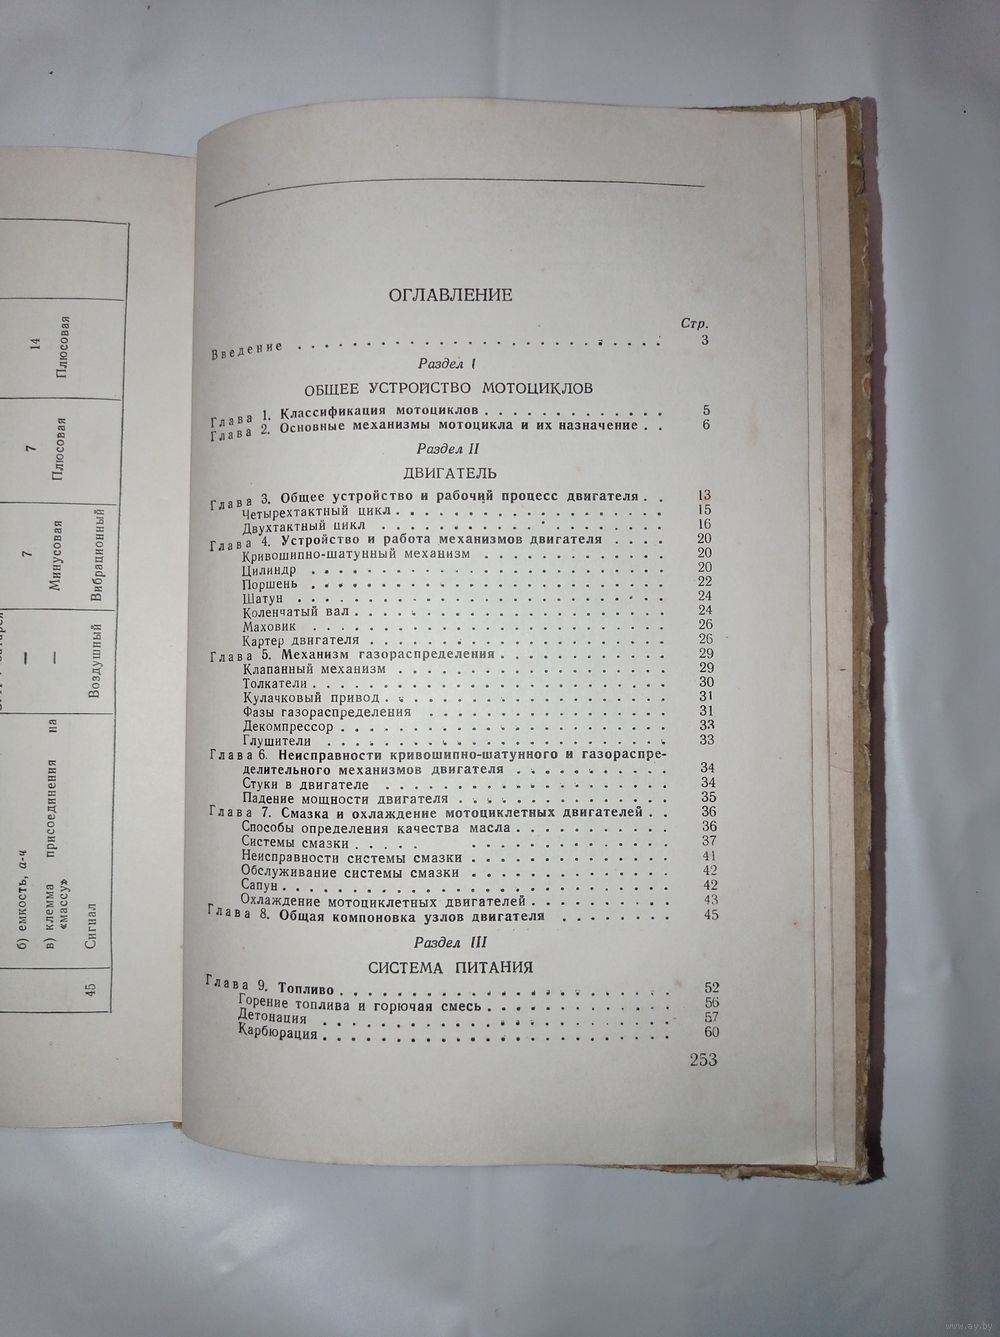 14
Плюсовая
7
Плюсовая
7
Минусовая
Вибрационный
—
—
Воздушный
б) емкость, а-ч
в) клемма присоединения на
«массу»
Сигнал
45
ОГЛАВЛЕНИЕ
Стр.
Введение . . . . . . . . . . . . . . . . . . . . . . . . 3
Раздел I
ОБЩЕЕ УСТРОЙСТВО МОТОЦИКЛОВ
Глава 1. Классификация мотоциклов . . . . . . . . . . . . . 5
Глава 2. Основные механизмы мотоцикла и их назначение . . 6
Раздел II
ДВИГАТЕЛЬ
Глава 3. Общее устройство и рабочий процесс двигателя . . 13
Четырехтактный цикл . . . . . . . . . . . . . . . . . . . 15
Двухтактный цикл . . . . . . . . . . . . . . . . . . . . 16
Глава 4. Устройство и работа механизмов двигателя . . . . 20
Кривошипно-шатунный механизм . . . . . . . . . . . . . 20
Цилиндр . . . . . . . . . . . . . . . . . . . . . . . . . 20
Поршень . . . . . . . . . . . . . . . . . . . . . . . . . 22
Шатун . . . . . . . . . . . . . . . . . . . . . . . . . . 24
Коленчатый вал . . . . . . . . . . . . . . . . . . . . . 24
Маховик . . . . . . . . . . . . . . . . . . . . . . . . . 26
Картер двигателя . . . . . . . . . . . . . . . . . . . . 26
Глава 5. Механизм газораспределения . . . . . . . . . . . . 29
Клапанный механизм . . . . . . . . . . . . . . . . . . . 29
Толкатели . . . . . . . . . . . . . . . . . . . . . . . . 30
Кулачковый привод . . . . . . . . . . . . . . . . . . . . 31
Фазы газораспределения . . . . . . . . . . . . . . . . . 31
Декомпрессор . . . . . . . . . . . . . . . . . . . . . . 33
Глушители . . . . . . . . . . . . . . . . . . . . . . . . 33
Глава 6. Неисправности кривошипно-шатунного и газораспре-
делительного механизмов двигателя . . . . . . . . . . . 34
Стуки в двигателе . . . . . . . . . . . . . . . . . . . . 34
Падение мощности двигателя . . . . . . . . . . . . . . . 35
Глава 7. Смазка и охлаждение мотоциклетных двигателей . . 36
Способы определения качества масла . . . . . . . . . . . 36
Системы смазки . . . . . . . . . . . . . . . . . . . . . 37
Неисправности системы смазки . . . . . . . . . . . . . . 41
Обслуживание системы смазки . . . . . . . . . . . . . . 42
Сапун . . . . . . . . . . . . . . . . . . . . . . . . . . 42
Охлаждение мотоциклетных двигателей . . . . . . . . . . 43
Глава 8. Общая компоновка узлов двигателя . . . . . . . . 45
Раздел III
СИСТЕМА ПИТАНИЯ
Глава 9. Топливо . . . . . . . . . . . . . . . . . . . . . . 52
Горение топлива и горючая смесь . . . . . . . . . . . . . 56
Детонация . . . . . . . . . . . . . . . . . . . . . . . . 57
Карбюрация . . . . . . . . . . . . . . . . . . . . . . . 60
253
www.ay.by